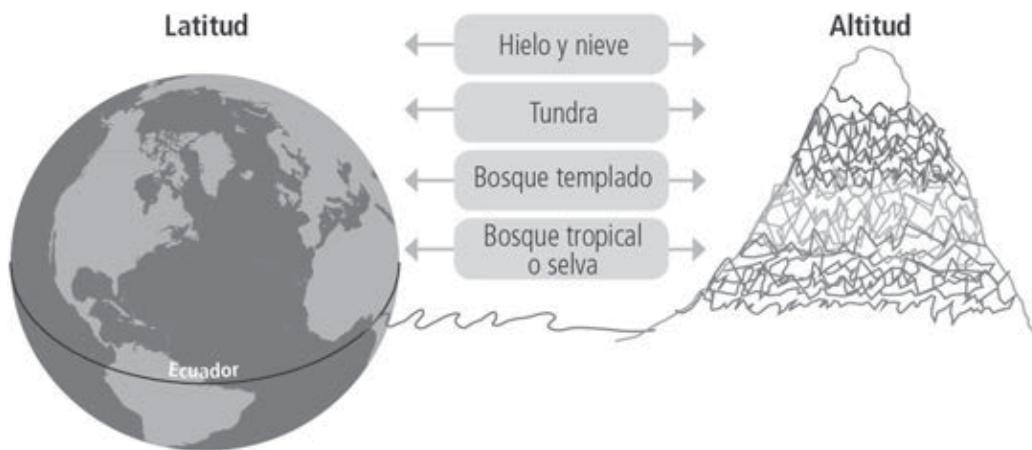 Latitud
Altitud
Hielo y nieve
Tundra
Bosque templado
Bosque tropical
o selva
Ecuador